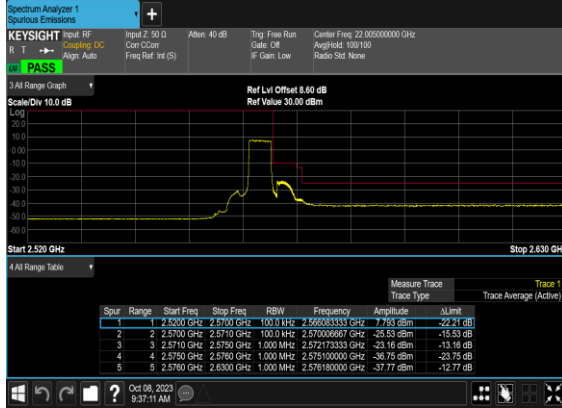 Spectrum Analyzer 1
Spurious Emissions
+
KEYSIGHT Input: RF Input Z: 50 Ω Atten: 40 dB Trig: Free Run Center Freq: 22.005000000 GHz
R T Coupling: DC Corr CCorr Gate: Off Avg|Hold: 100/100
Align: Auto Freq Ref: Int (S) IF Gain: Low Radio Std: None
PASS
3 All Range Graph Ref Lvl Offset 8.60 dB
Scale/Div 10.0 dB Ref Value 30.00 dBm
Log
20.0
10.0
0.00
-10.0
-20.0
-30.0
-40.0
-50.0
-60.0
Start 2.520 GHz Stop 2.630 GH
4 All Range Table
Measure Trace Trace 1
Trace Type Trace Average (Active)
Spur Range Start Freq Stop Freq RBW Frequency Amplitude ΔLimit
1 1 2.5200 GHz 2.5700 GHz 100.0 kHz 2.566083333 GHz 7.793 dBm -22.21 dB
2 2 2.5700 GHz 2.5710 GHz 100.0 kHz 2.570006667 GHz -25.53 dBm -15.53 dB
3 3 2.5710 GHz 2.5750 GHz 1.000 MHz 2.572173333 GHz -23.16 dBm -13.16 dB
4 4 2.5750 GHz 2.5760 GHz 1.000 MHz 2.575100000 GHz -36.75 dBm -23.75 dB
5 5 2.5760 GHz 2.6300 GHz 1.000 MHz 2.576180000 GHz -37.77 dBm -12.77 dB
? Oct 08, 2023
9:37:11 AM